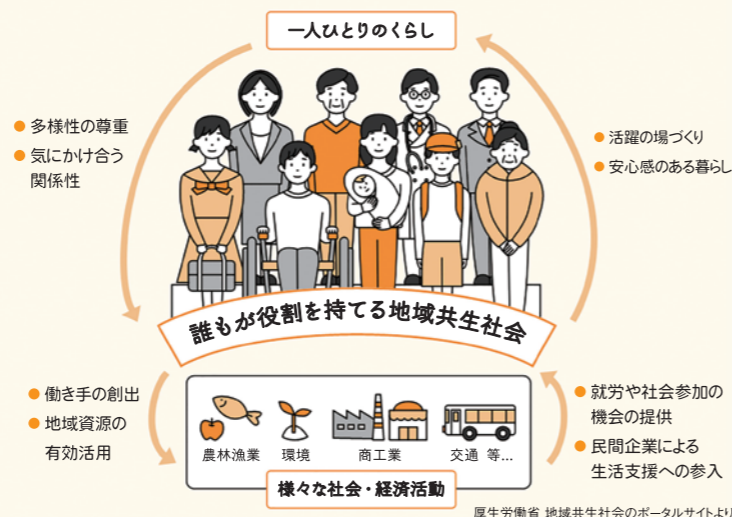 一人ひとりのくらし
● 多様性の尊重
● 気にかけ合う
関係性
● 活躍の場づくり
● 安心感のある暮らし
誰もが役割を持てる地域共生社会
● 働き手の創出
● 地域資源の
有効活用
農林漁業 環境 商工業 交通 等...
様々な社会・経済活動
● 就労や社会参加の
機会の提供
● 民間企業による
生活支援への参入
厚生労働省 地域共生社会のポータルサイトより